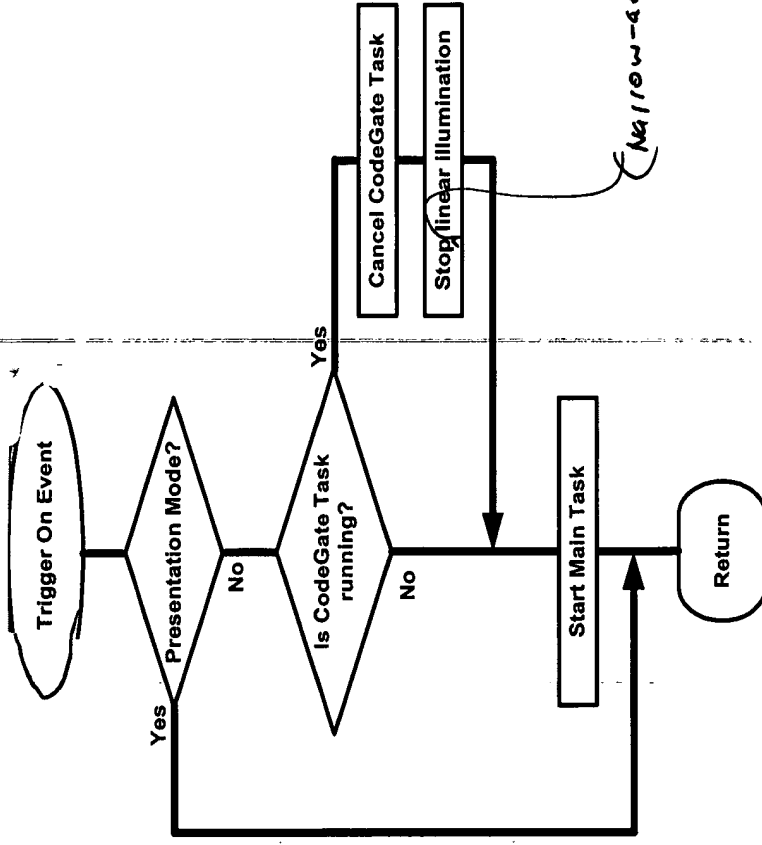 Trigger On Event
Presentation Mode?
Yes
No
Is CodeGate Task
running?
Yes
No
Cancel CodeGate Task
Stop linear illumination
Start Main Task
Return